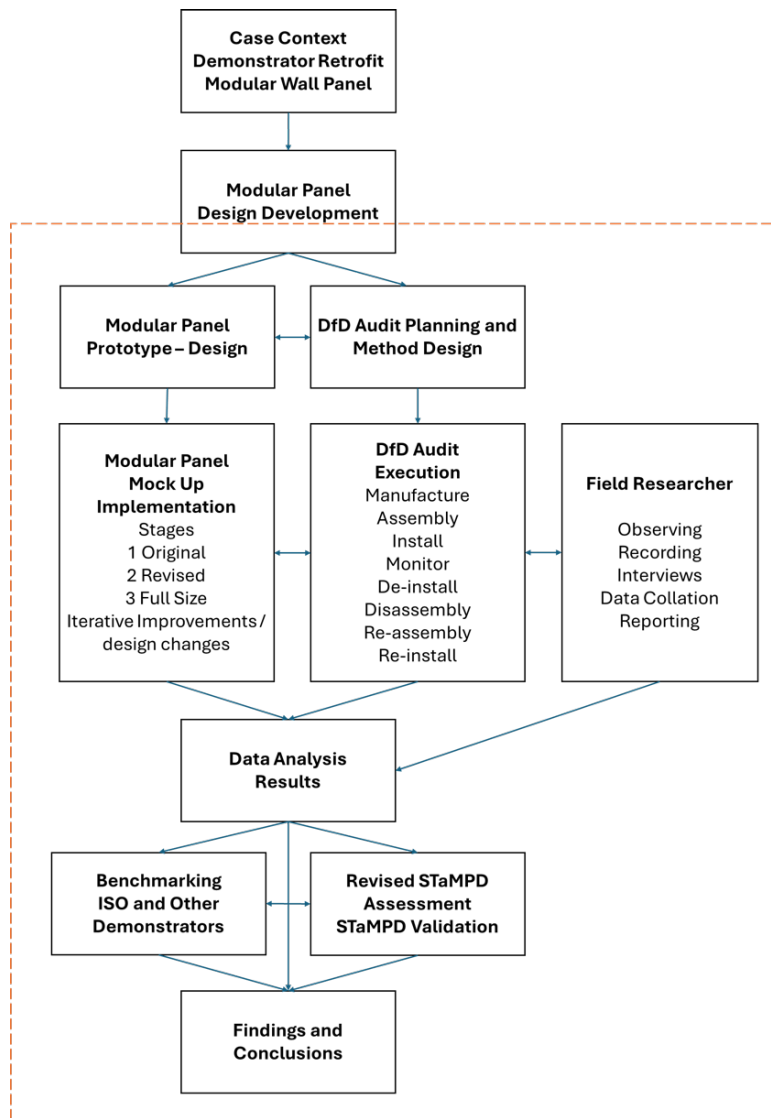 Case Context
Demonstrator Retrofit
Modular Wall Panel
Modular Panel
Design Development
Modular Panel
Prototype – Design
DfD Audit Planning and
Method Design
Modular Panel
Mock Up
Implementation
Stages
1 Original
2 Revised
3 Full Size
Iterative Improvements /
design changes
DfD Audit
Execution
Manufacture
Assembly
Install
Monitor
De-install
Disassembly
Re-assembly
Re-install
Field Researcher
Observing
Recording
Interviews
Data Collation
Reporting
Data Analysis
Results
Benchmarking
ISO and Other
Demonstrators
Revised STaMPD
Assessment
STaMPD Validation
Findings and
Conclusions